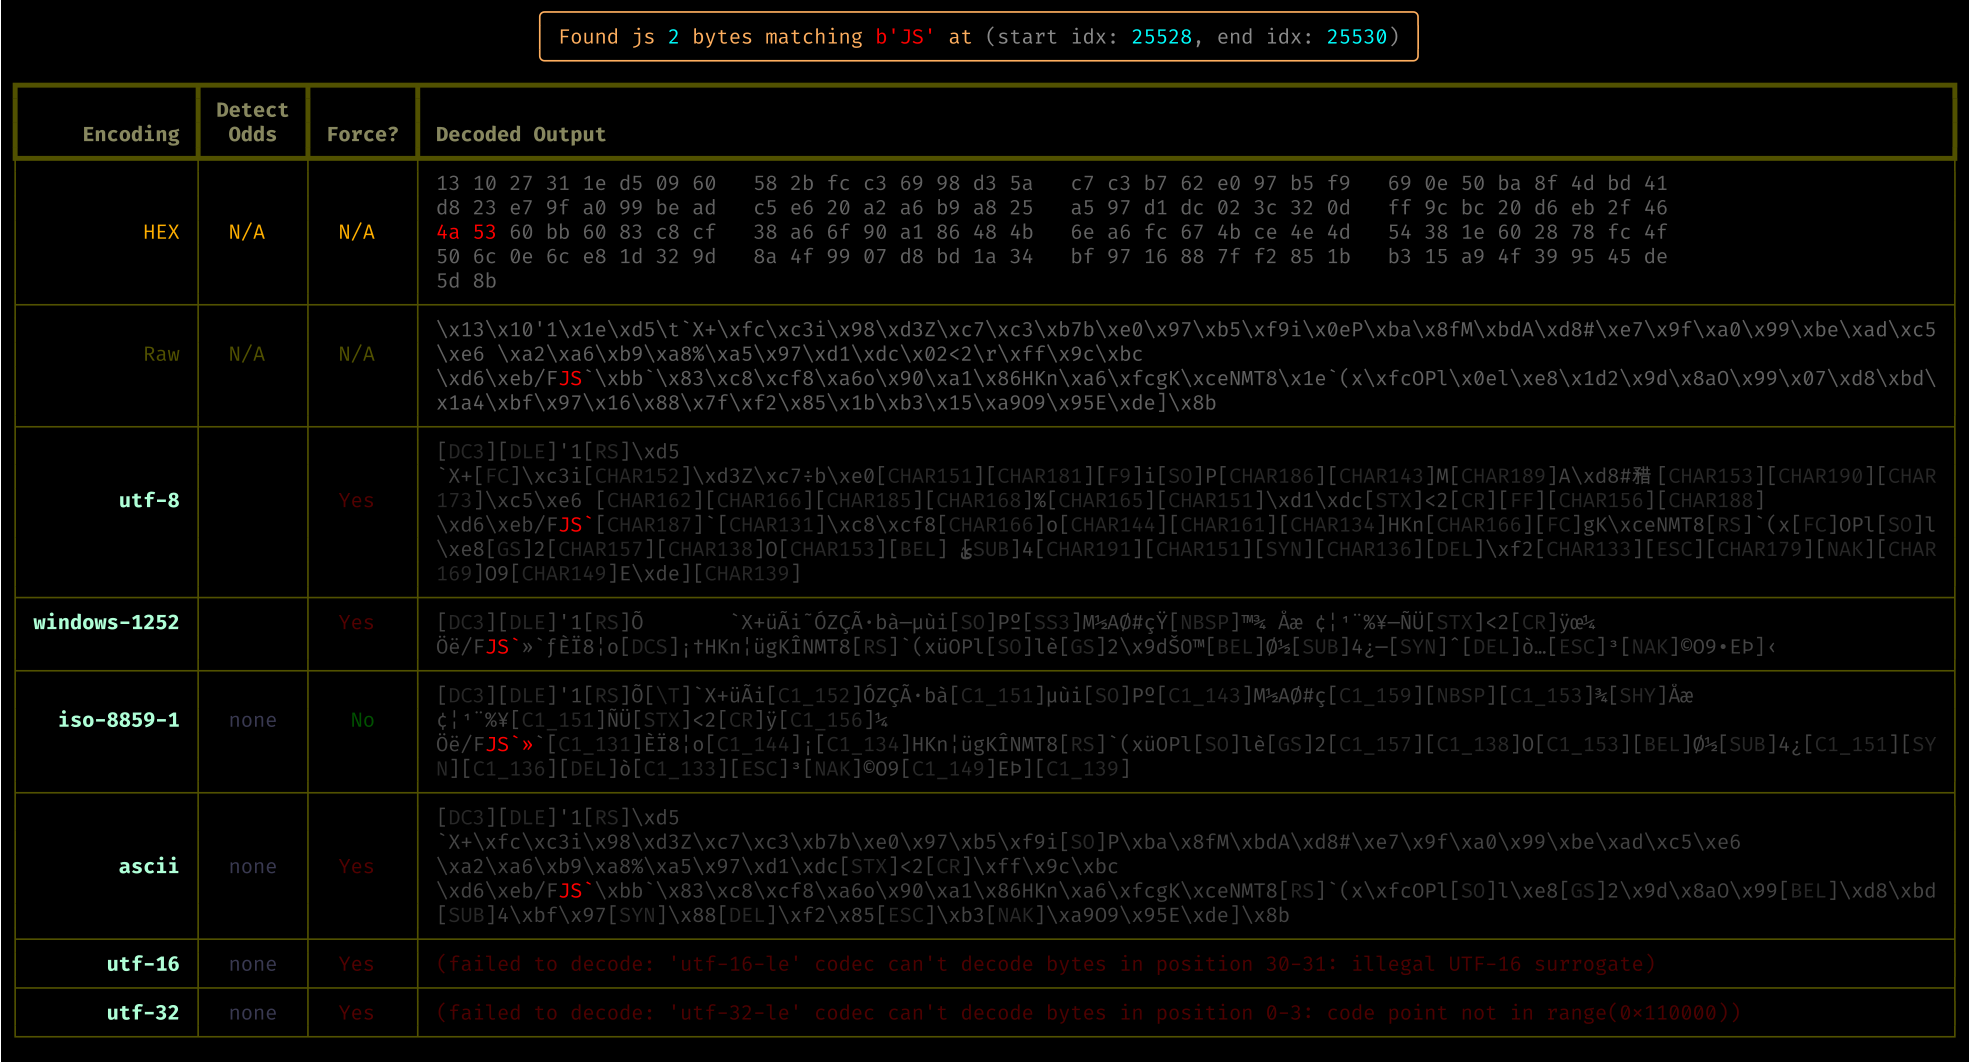 Found js 2 bytes matching b'JS' at (start idx: 25528, end idx: 25530)
Detect
Encoding Odds Force? Decoded Output
13 10 27 31 1e d5 09 60 58 2b fc c3 69 98 d3 5a c7 c3 b7 62 e0 97 b5 f9 69 0e 50 ba 8f 4d bd 41
d8 23 e7 9f a0 99 be ad c5 e6 20 a2 a6 b9 a8 25 a5 97 d1 dc 02 3c 32 0d ff 9c bc 20 d6 eb 2f 46
HEX N/A N/A 4a 53 60 bb 60 83 c8 cf 38 a6 6f 90 a1 86 48 4b 6e a6 fc 67 4b ce 4e 4d 54 38 1e 60 28 78 fc 4f
50 6c 0e 6c e8 1d 32 9d 8a 4f 99 07 d8 bd 1a 34 bf 97 16 88 7f f2 85 1b b3 15 a9 4f 39 95 45 de
5d 8b
\x13\x10'1\x1e\xd5\t`X+\xfc\xc3i\x98\xd3Z\xc7\xc3\xb7b\xe0\x97\xb5\xf9i\x0eP\xba\x8fM\xbdA\xd8#\xe7\x9f\xa0\x99\xbe\xad\xc5
Raw N/A N/A \xe6 \xa2\xa6\xb9\xa8%\xa5\x97\xd1\xdc\x02<2\r\xff\x9c\xbc
\xd6\xeb/FJS`\xbb`\x83\xc8\xcf8\xa6o\x90\xa1\x86HKn\xa6\xfcgK\xceNMT8\x1e`(x\xfcOPl\x0el\xe8\x1d2\x9d\x8aO\x99\x07\xd8\xbd\
x1a4\xbf\x97\x16\x88\x7f\xf2\x85\x1b\xb3\x15\xa9O9\x95E\xde]\x8b
[DC3][DLE]'1[RS]\xd5
`X+[FC]\xc3i[CHAR152]\xd3Z\xc7÷b\xe0[CHAR151][CHAR181][F9]i[SO]P[CHAR186][CHAR143]M[CHAR189]A\xd8#[CHAR153][CHAR190][CHAR
utf-8 Yes 173]\xc5\xe6 [CHAR162][CHAR166][CHAR185][CHAR168]%[CHAR165][CHAR151]\xd1\xdc[STX]<2[CR][FF][CHAR156][CHAR188]
\xd6\xeb/FJS`[CHAR187]`[CHAR131]\xc8\xcf8[CHAR166]o[CHAR144][CHAR161][CHAR134]HKn[CHAR166][FC]gK\xceNMT8[RS]`(x[FC]OPl[SO]l
\xe8[GS]2[CHAR157][CHAR138]O[CHAR153][BEL] SUB]4[CHAR191][CHAR151][SYN][CHAR136][DEL]\xf2[CHAR133][ESC][CHAR179][NAK][CHAR
169]O9[CHAR149]E\xde][CHAR139]
windows-1252 Yes [DC3][DLE]'1[RS]Õ `X+üÃi˜ÓZÇÃ·bà—µùi[SO]Pº[SS3]M½AØ#çŸ[NBSP]™¾ Åæ ¢¦¹¨%¥—ÑÜ[STX]<2[CR]ÿœ¼
Öë/FJS`»`ƒÈÏ8¦o[DCS]¡†HKn¦ügKÎNMT8[RS]`(xüOPl[SO]lè[GS]2\x9dŠO™[BEL]Ø½[SUB]4¿—[SYN]ˆ[DEL]ò…[ESC]³[NAK]©O9•EÞ]‹
[DC3][DLE]'1[RS]Õ[\T]`X+üÃi[C1_152]ÓZÇÃ·bà[C1_151]µùi[SO]Pº[C1_143]M½AØ#ç[C1_159][NBSP][C1_153]¾[SHY]Åæ
iso-8859-1 none No ¢¦¹¨%¥[C1_151]ÑÜ[STX]<2[CR]ÿ[C1_156]¼
Öë/FJS`»`[C1_131]ÈÏ8¦o[C1_144]¡[C1_134]HKn¦ügKÎNMT8[RS]`(xüOPl[SO]lè[GS]2[C1_157][C1_138]O[C1_153][BEL]Ø½[SUB]4¿[C1_151][SY
N][C1_136][DEL]ò[C1_133][ESC]³[NAK]©O9[C1_149]EÞ][C1_139]
[DC3][DLE]'1[RS]\xd5
`X+\xfc\xc3i\x98\xd3Z\xc7\xc3\xb7b\xe0\x97\xb5\xf9i[SO]P\xba\x8fM\xbdA\xd8#\xe7\x9f\xa0\x99\xbe\xad\xc5\xe6
ascii none Yes \xa2\xa6\xb9\xa8%\xa5\x97\xd1\xdc[STX]<2[CR]\xff\x9c\xbc
\xd6\xeb/FJS`\xbb`\x83\xc8\xcf8\xa6o\x90\xa1\x86HKn\xa6\xfcgK\xceNMT8[RS]`(x\xfcOPl[SO]l\xe8[GS]2\x9d\x8aO\x99[BEL]\xd8\xbd
[SUB]4\xbf\x97[SYN]\x88[DEL]\xf2\x85[ESC]\xb3[NAK]\xa9O9\x95E\xde]\x8b
utf-16 none Yes (failed to decode: 'utf-16-le' codec can't decode bytes in position 30-31: illegal UTF-16 surrogate)
utf-32 none Yes (failed to decode: 'utf-32-le' codec can't decode bytes in position 0-3: code point not in range(0×110000))